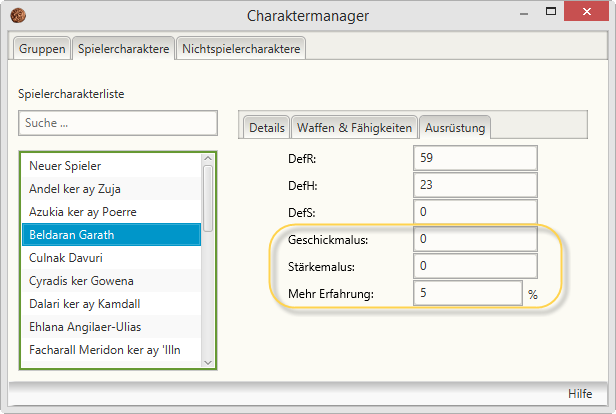 Charaktermanager
Gruppen Spielercharaktere Nichtspielercharaktere
Spielercharakterliste
Suche ...
Neuer Spieler
Andel ker ay Zuja
Azukia ker ay Poerre
Beldaran Garath
Culnak Davuri
Cyradis ker Gowena
Dalari ker ay Kamdall
Ehlana Angilaer-Ulias
Facharall Meridon ker ay 'Illn
Details Waffen & Fähigkeiten Ausrüstung
DefR: 59
DefH: 23
DefS: 0
Geschickmalus: 0
Stärkemalus: 0
Mehr Erfahrung: 5 %
Hilfe